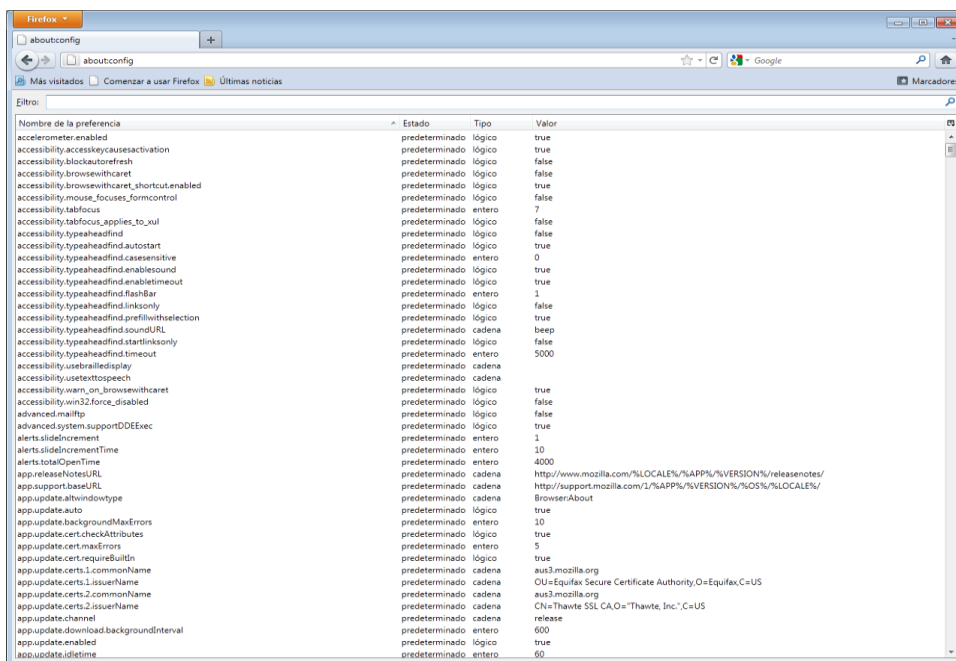 Firefox
about:config
about:config
Google
Más visitados Comenzar a usar Firefox Últimas noticias Marcadores
Filtro:
Nombre de la preferencia Estado Tipo Valor
accelerometer.enabled predeterminado lógico true
accessibility.accesskeycausesactivation predeterminado lógico true
accessibility.blockautorefresh predeterminado lógico false
accessibility.browsewithcaret predeterminado lógico false
accessibility.browsewithcaret_shortcut.enabled predeterminado lógico true
accessibility.mouse_focuses_formcontrol predeterminado lógico false
accessibility.tabfocus predeterminado entero 7
accessibility.tabfocus_applies_to_xul predeterminado lógico false
accessibility.typeaheadfind predeterminado lógico false
accessibility.typeaheadfind.autostart predeterminado lógico true
accessibility.typeaheadfind.casesensitive predeterminado entero 0
accessibility.typeaheadfind.enablesound predeterminado lógico true
accessibility.typeaheadfind.enabletimeout predeterminado lógico true
accessibility.typeaheadfind.flashBar predeterminado entero 1
accessibility.typeaheadfind.linksonly predeterminado lógico false
accessibility.typeaheadfind.prefillwithselection predeterminado lógico true
accessibility.typeaheadfind.soundURL predeterminado cadena beep
accessibility.typeaheadfind.startlinksonly predeterminado lógico false
accessibility.typeaheadfind.timeout predeterminado entero 5000
accessibility.usebrailledisplay predeterminado cadena
accessibility.usetexttospeech predeterminado cadena
accessibility.warn_on_browsewithcaret predeterminado lógico true
accessibility.win32.force_disabled predeterminado lógico false
advanced.mailftp predeterminado lógico false
advanced.system.supportDDEExec predeterminado lógico true
alerts.slideIncrement predeterminado entero 1
alerts.slideIncrementTime predeterminado entero 10
alerts.totalOpenTime predeterminado entero 4000
app.releaseNotesURL predeterminado cadena http://www.mozilla.com/%LOCALE%/%APP%/%VERSION%/releasenotes/
app.support.baseURL predeterminado cadena http://support.mozilla.com/1/%APP%/%VERSION%/%OS%/%LOCALE%/
app.update.altwindowtype predeterminado cadena Browser:About
app.update.auto predeterminado lógico true
app.update.backgroundMaxErrors predeterminado entero 10
app.update.cert.checkAttributes predeterminado lógico true
app.update.cert.maxErrors predeterminado entero 5
app.update.cert.requireBuiltIn predeterminado lógico true
app.update.certs.1.commonName predeterminado cadena aus3.mozilla.org
app.update.certs.1.issuerName predeterminado cadena OU=Equifax Secure Certificate Authority,O=Equifax,C=US
app.update.certs.2.commonName predeterminado cadena aus3.mozilla.org
app.update.certs.2.issuerName predeterminado cadena CN=Thawte SSL CA,O="Thawte, Inc.",C=US
app.update.channel predeterminado cadena release
app.update.download.backgroundInterval predeterminado entero 600
app.update.enabled predeterminado lógico true
app.update.idletime predeterminado entero 60